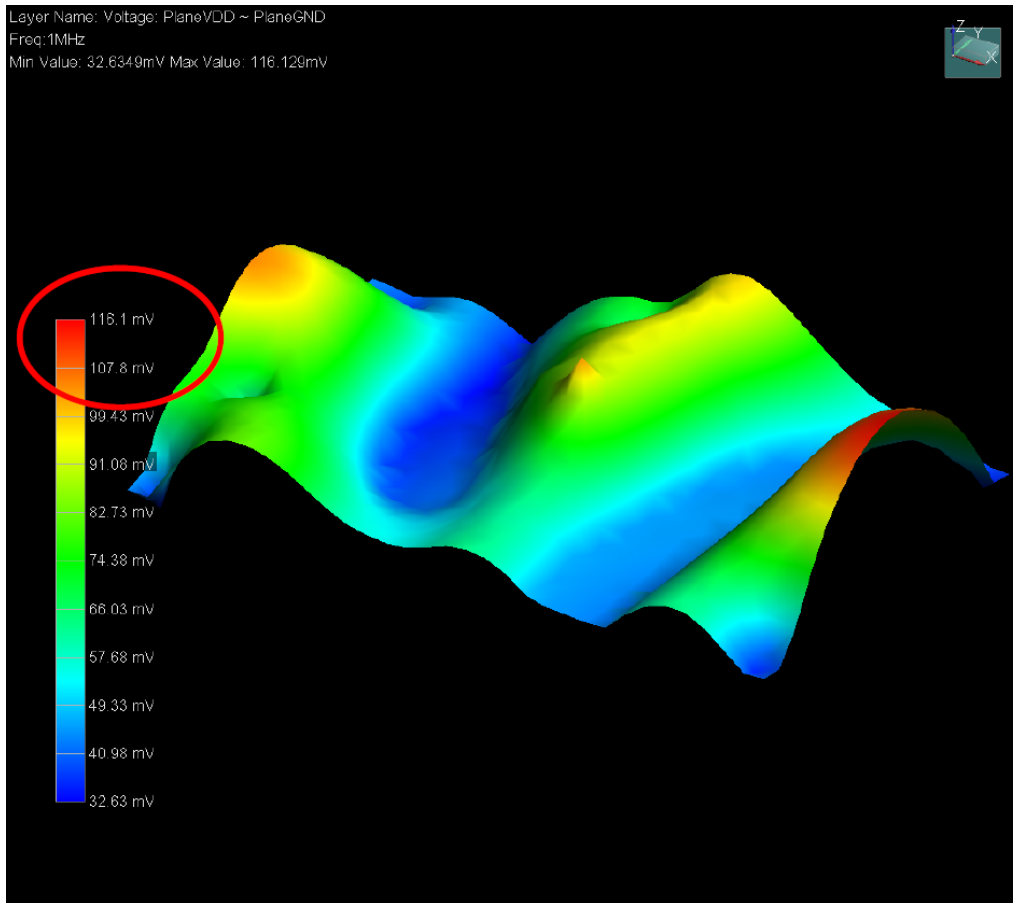 Layer Name: Voltage: PlaneVDD ~ PlaneGND
Freq:1MHz
Min Value: 32.6349mV Max Value: 116.129mV
Z
Y
X
116.1 mV
107.8 mV
99.43 mV
91.08 mV
82.73 mV
74.38 mV
66.03 mV
57.68 mV
49.33 mV
40.98 mV
32.63 mV